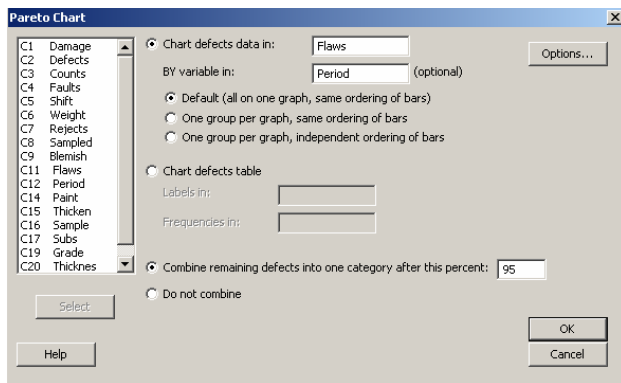 Pareto Chart
C1 Damage
C2 Defects
C3 Counts
C4 Faults
C5 Shift
C6 Weight
C7 Rejects
C8 Sampled
C9 Blemish
C11 Flaws
C12 Period
C14 Paint
C15 Thicken
C16 Sample
C17 Subs
C19 Grade
C20 Thicknes
Select
Help
Chart defects data in: Flaws
BY variable in: Period (optional)
Default (all on one graph, same ordering of bars)
One group per graph, same ordering of bars
One group per graph, independent ordering of bars
Chart defects table
Labels in:
Frequencies in:
Combine remaining defects into one category after this percent: 95
Do not combine
Options...
OK
Cancel